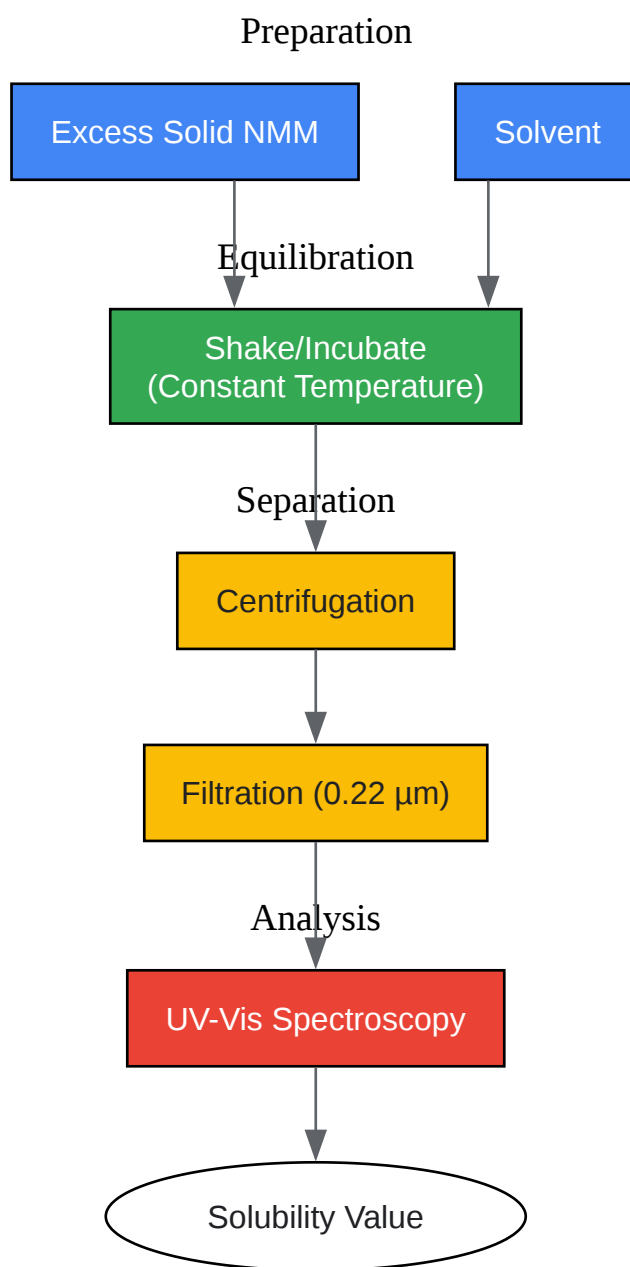 Preparation
Excess Solid NMM
Solvent
Equilibration
Shake/Incubate
(Constant Temperature)
Separation
Centrifugation
Filtration (0.22 µm)
Analysis
UV-Vis Spectroscopy
Solubility Value